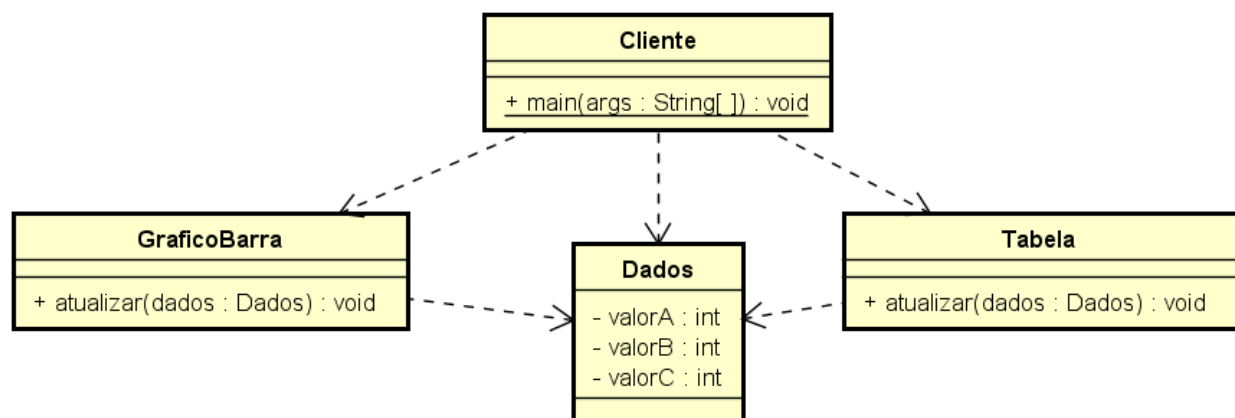 Cliente
+ main(args : String[ ]) : void
GraficoBarra
+ atualizar(dados : Dados) : void
Dados
- valorA : int
- valorB : int
- valorC : int
Tabela
+ atualizar(dados : Dados) : void